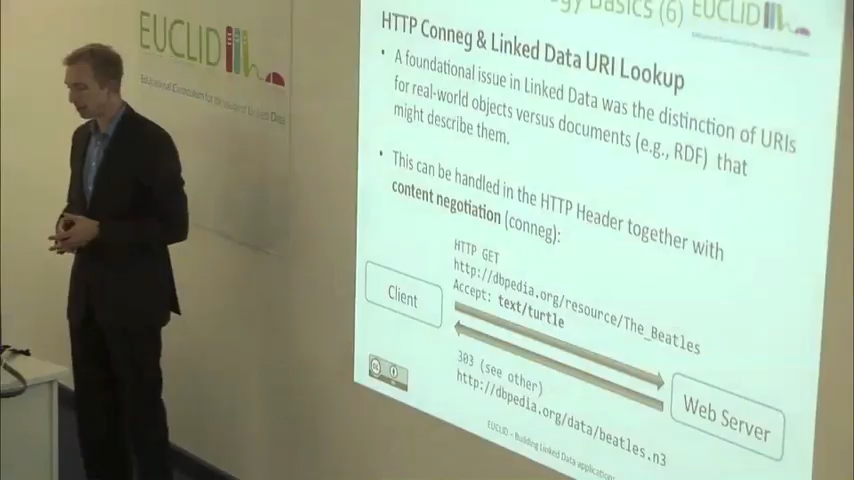 EUCLID
Educational Curriculum for the usage of Linked Data
Basics (6)
EUCLID
HTTP Conneg & Linked Data URI Lookup
• A foundational issue in Linked Data was the distinction of URIs
for real-world objects versus documents (e.g., RDF) that
might describe them.
• This can be handled in the HTTP Header together with
content negotiation (conneg):
HTTP GET
http://dbpedia.org/resource/The_Beatles
Accept: text/turtle
Client
303 (see other)
http://dbpedia.org/data/beatles.n3
Web Server
cc
EUCLID – Building Linked Data applications